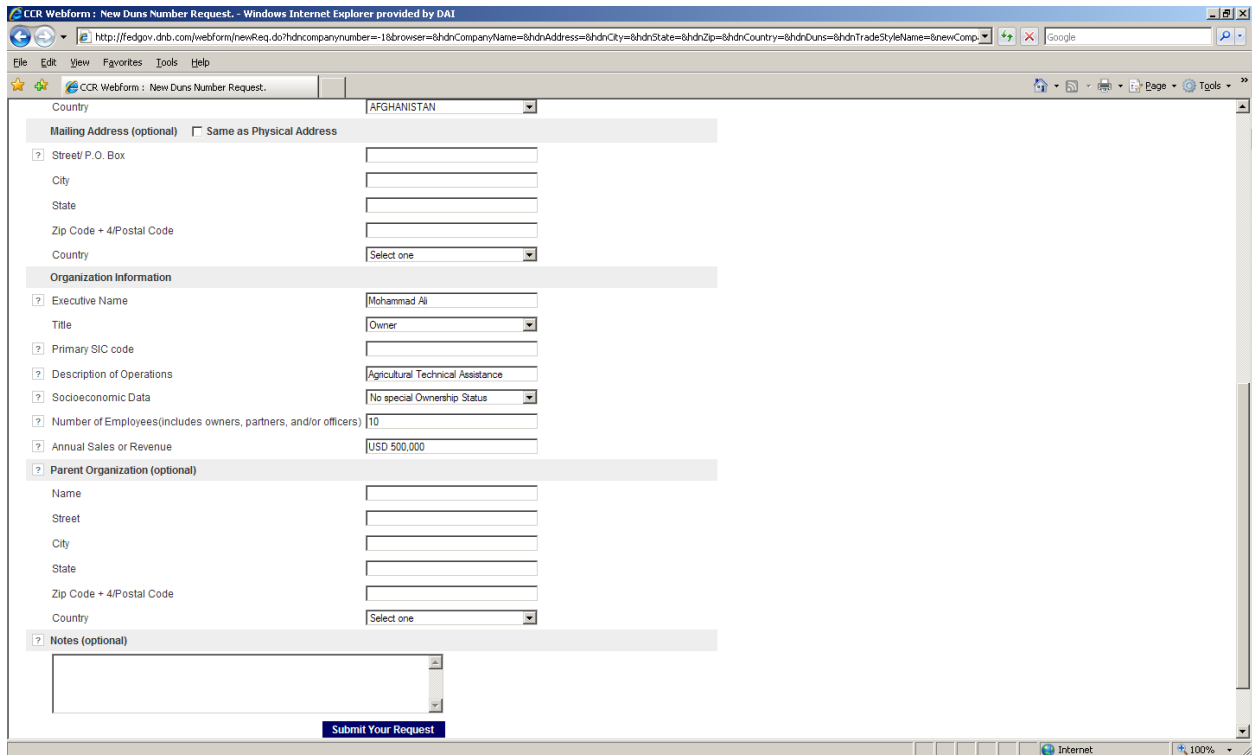 CCR Webform : New Duns Number Request. - Windows Internet Explorer provided by DAI
http://fedgov.dnb.com/webform/newReq.do?hdncompanynumber=-1&browser=&hdnCompanyName=&hdnAddress=&hdnCity=&hdnState=&hdnZip=&hdnCountry=&hdnDuns=&hdnTradeStyleName=&newComp Google
File Edit View Favorites Tools Help
CCR Webform : New Duns Number Request. Page Tools »
Country AFGHANISTAN
Mailing Address (optional) Same as Physical Address
? Street/ P.O. Box
City
State
Zip Code + 4/Postal Code
Country Select one
Organization Information
? Executive Name Mohammad Ali
Title Owner
? Primary SIC code
? Description of Operations Agricultural Technical Assistance
? Socioeconomic Data No special Ownership Status
? Number of Employees(includes owners, partners, and/or officers) 10
? Annual Sales or Revenue USD 500,000
? Parent Organization (optional)
Name
Street
City
State
Zip Code + 4/Postal Code
Country Select one
? Notes (optional)
Submit Your Request
Internet 100%